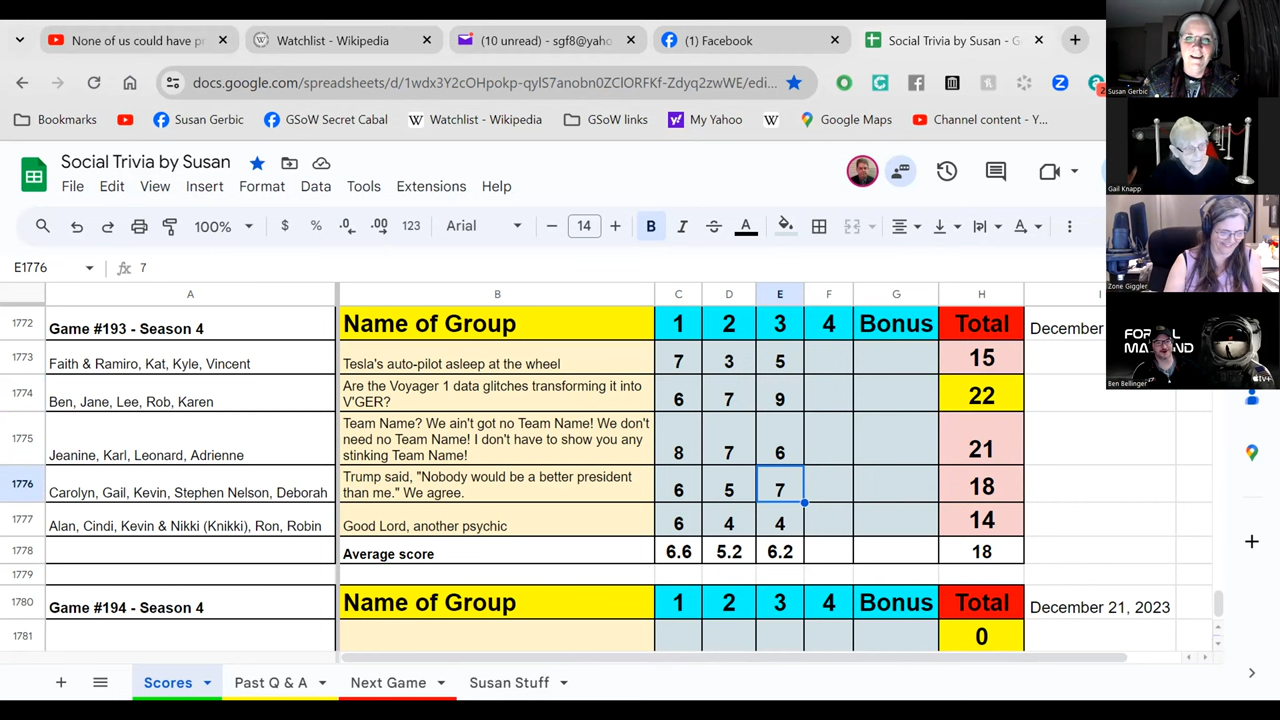 None of us could have pr
Watchlist - Wikipedia
(10 unread) - sgf8@yaho
(1) Facebook
Social Trivia by Susan - G
docs.google.com/spreadsheets/d/1wdx3Y2cOHpokp-qylS7anobn0ZClORFKf-Zdyq2zwWE/edi...
Bookmarks
Susan Gerbic
GSoW Secret Cabal
Watchlist - Wikipedia
GSoW links
My Yahoo
Google Maps
Channel content - Y...
Social Trivia by Susan
File Edit View Insert Format Data Tools Extensions Help
100% $ % .0 .00 123 Arial 14 B I A
E1776 fx 7
A B C D E F G H I
1772 Game #193 - Season 4 Name of Group 1 2 3 4 Bonus Total December
1773 Faith & Ramiro, Kat, Kyle, Vincent Tesla's auto-pilot asleep at the wheel 7 3 5 15
1774 Ben, Jane, Lee, Rob, Karen Are the Voyager 1 data glitches transforming it into
V'GER? 6 7 9 22
1775 Jeanine, Karl, Leonard, Adrienne Team Name? We ain't got no Team Name! We don't
need no Team Name! I don't have to show you any
stinking Team Name! 8 7 6 21
1776 Carolyn, Gail, Kevin, Stephen Nelson, Deborah Trump said, "Nobody would be a better president
than me." We agree. 6 5 7 18
1777 Alan, Cindi, Kevin & Nikki (Knikki), Ron, Robin Good Lord, another psychic 6 4 4 14
1778 Average score 6.6 5.2 6.2 18
1779
1780 Game #194 - Season 4 Name of Group 1 2 3 4 Bonus Total December 21, 2023
1781 0
Scores
Past Q & A
Next Game
Susan Stuff
Susan Gerbic
Gail Knapp
Zone Giggler
Ben Bellinger